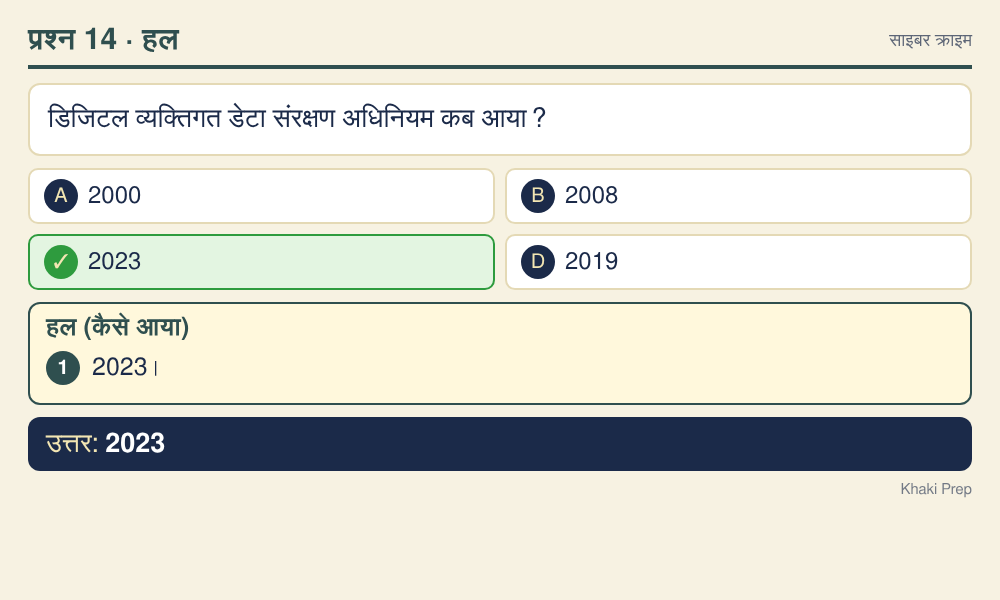 प्रश्न 14 · हल
साइबर क्राइम
डिजिटल व्यक्तिगत डेटा संरक्षण अधिनियम कब आया ?
A 2000
B 2008
✓ 2023
D 2019
हल (कैसे आया)
1 2023।
उत्तर: 2023
Khaki Prep